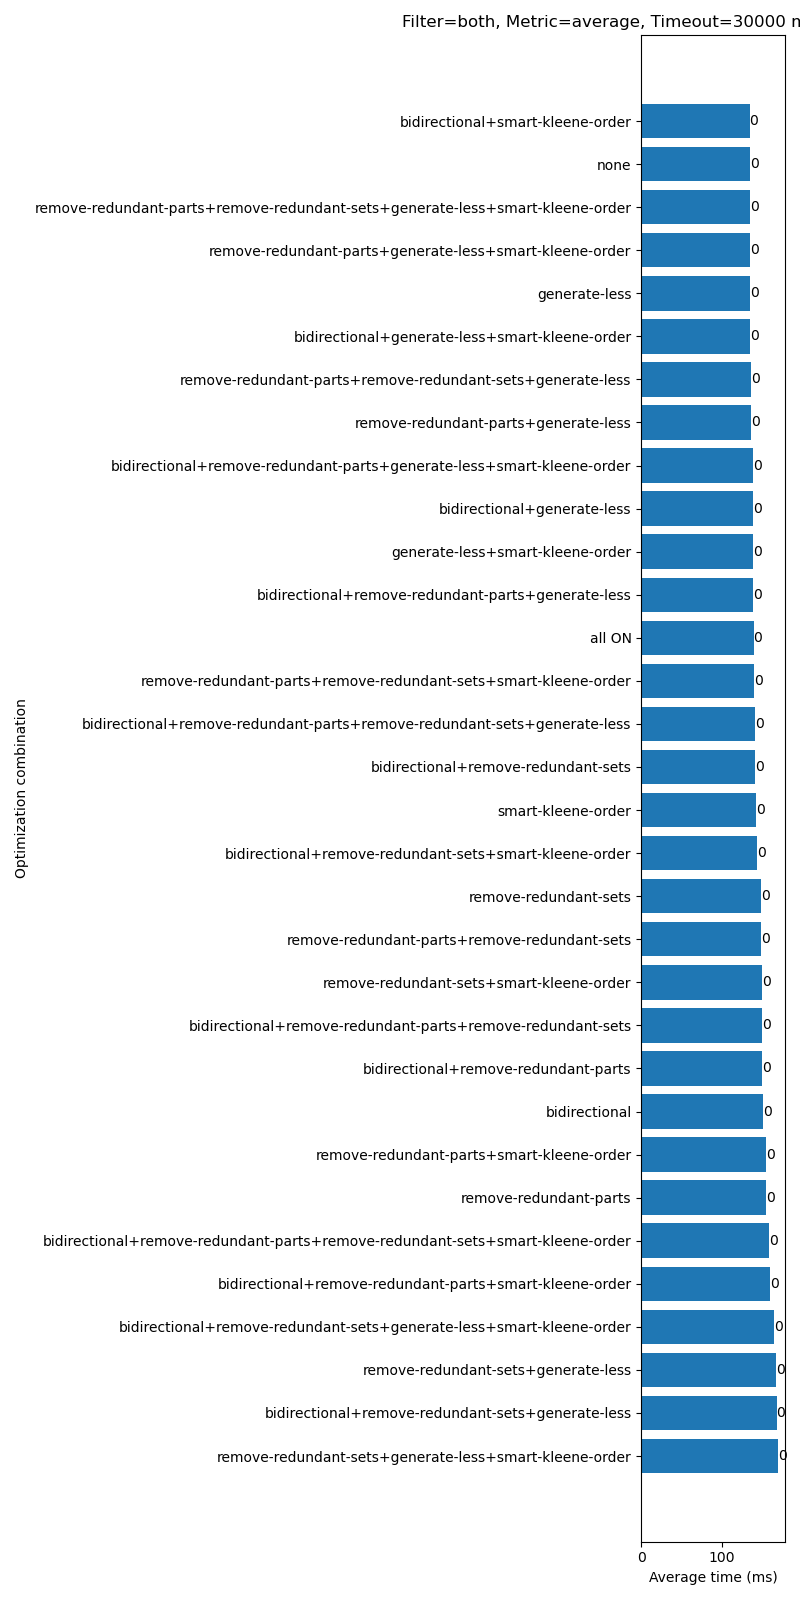 Filter=both, Metric=average, Timeout=30000 m
bidirectional+smart-kleene-order 0
none 0
remove-redundant-parts+remove-redundant-sets+generate-less+smart-kleene-order 0
remove-redundant-parts+generate-less+smart-kleene-order 0
generate-less 0
bidirectional+generate-less+smart-kleene-order 0
remove-redundant-parts+remove-redundant-sets+generate-less 0
remove-redundant-parts+generate-less 0
bidirectional+remove-redundant-parts+generate-less+smart-kleene-order 0
bidirectional+generate-less 0
generate-less+smart-kleene-order 0
bidirectional+remove-redundant-parts+generate-less 0
all ON 0
remove-redundant-parts+remove-redundant-sets+smart-kleene-order 0
bidirectional+remove-redundant-parts+remove-redundant-sets+generate-less 0
bidirectional+remove-redundant-sets 0
smart-kleene-order 0
bidirectional+remove-redundant-sets+smart-kleene-order 0
remove-redundant-sets 0
remove-redundant-parts+remove-redundant-sets 0
remove-redundant-sets+smart-kleene-order 0
bidirectional+remove-redundant-parts+remove-redundant-sets 0
bidirectional+remove-redundant-parts 0
bidirectional 0
remove-redundant-parts+smart-kleene-order 0
remove-redundant-parts 0
bidirectional+remove-redundant-parts+remove-redundant-sets+smart-kleene-order 0
bidirectional+remove-redundant-parts+smart-kleene-order 0
bidirectional+remove-redundant-sets+generate-less+smart-kleene-order 0
remove-redundant-sets+generate-less 0
bidirectional+remove-redundant-sets+generate-less 0
remove-redundant-sets+generate-less+smart-kleene-order 0
Optimization combination
0 100
Average time (ms)